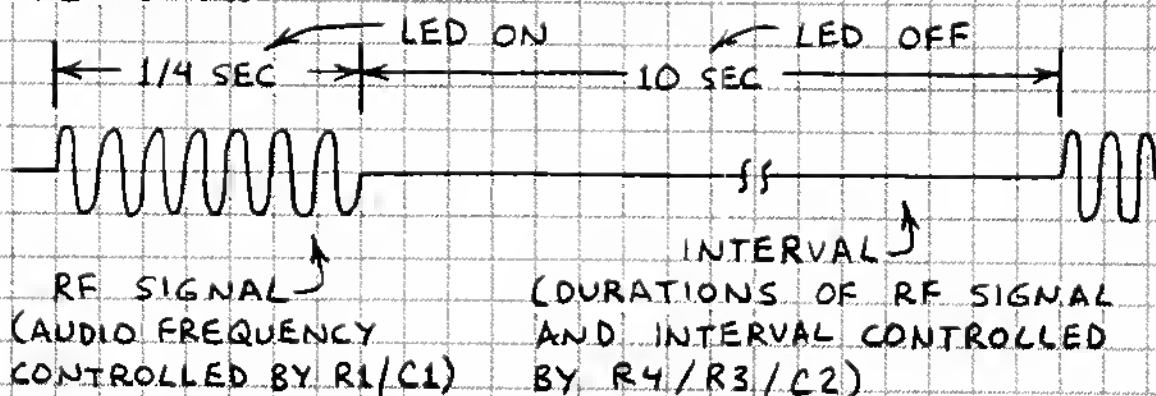 LED ON LED OFF
1/4 SEC 10 SEC
INTERVAL
RF SIGNAL (DURATIONS OF RF SIGNAL
(AUDIO FREQUENCY AND INTERVAL CONTROLLED
CONTROLLED BY R1/C1) BY R4/R3/C2)